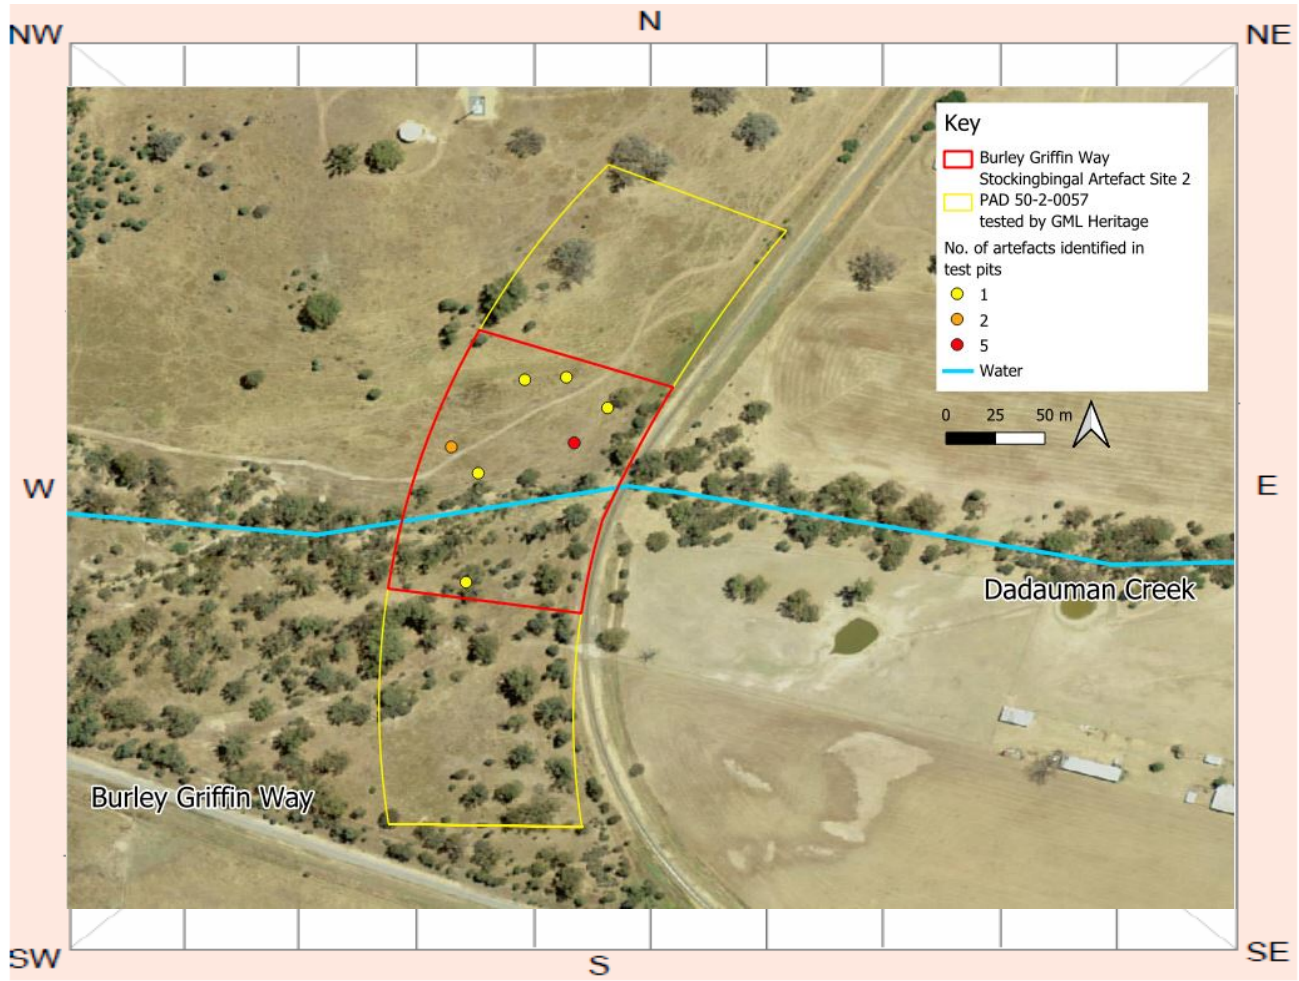 NW
N
NE
Key
Burley Griffin Way
Stockingbingal Artefact Site 2
PAD 50-2-0057
tested by GML Heritage
No. of artefacts identified in
test pits
1
2
5
Water
0 25 50 m
W
E
Dadauman Creek
Burley Griffin Way
SW
S
SE